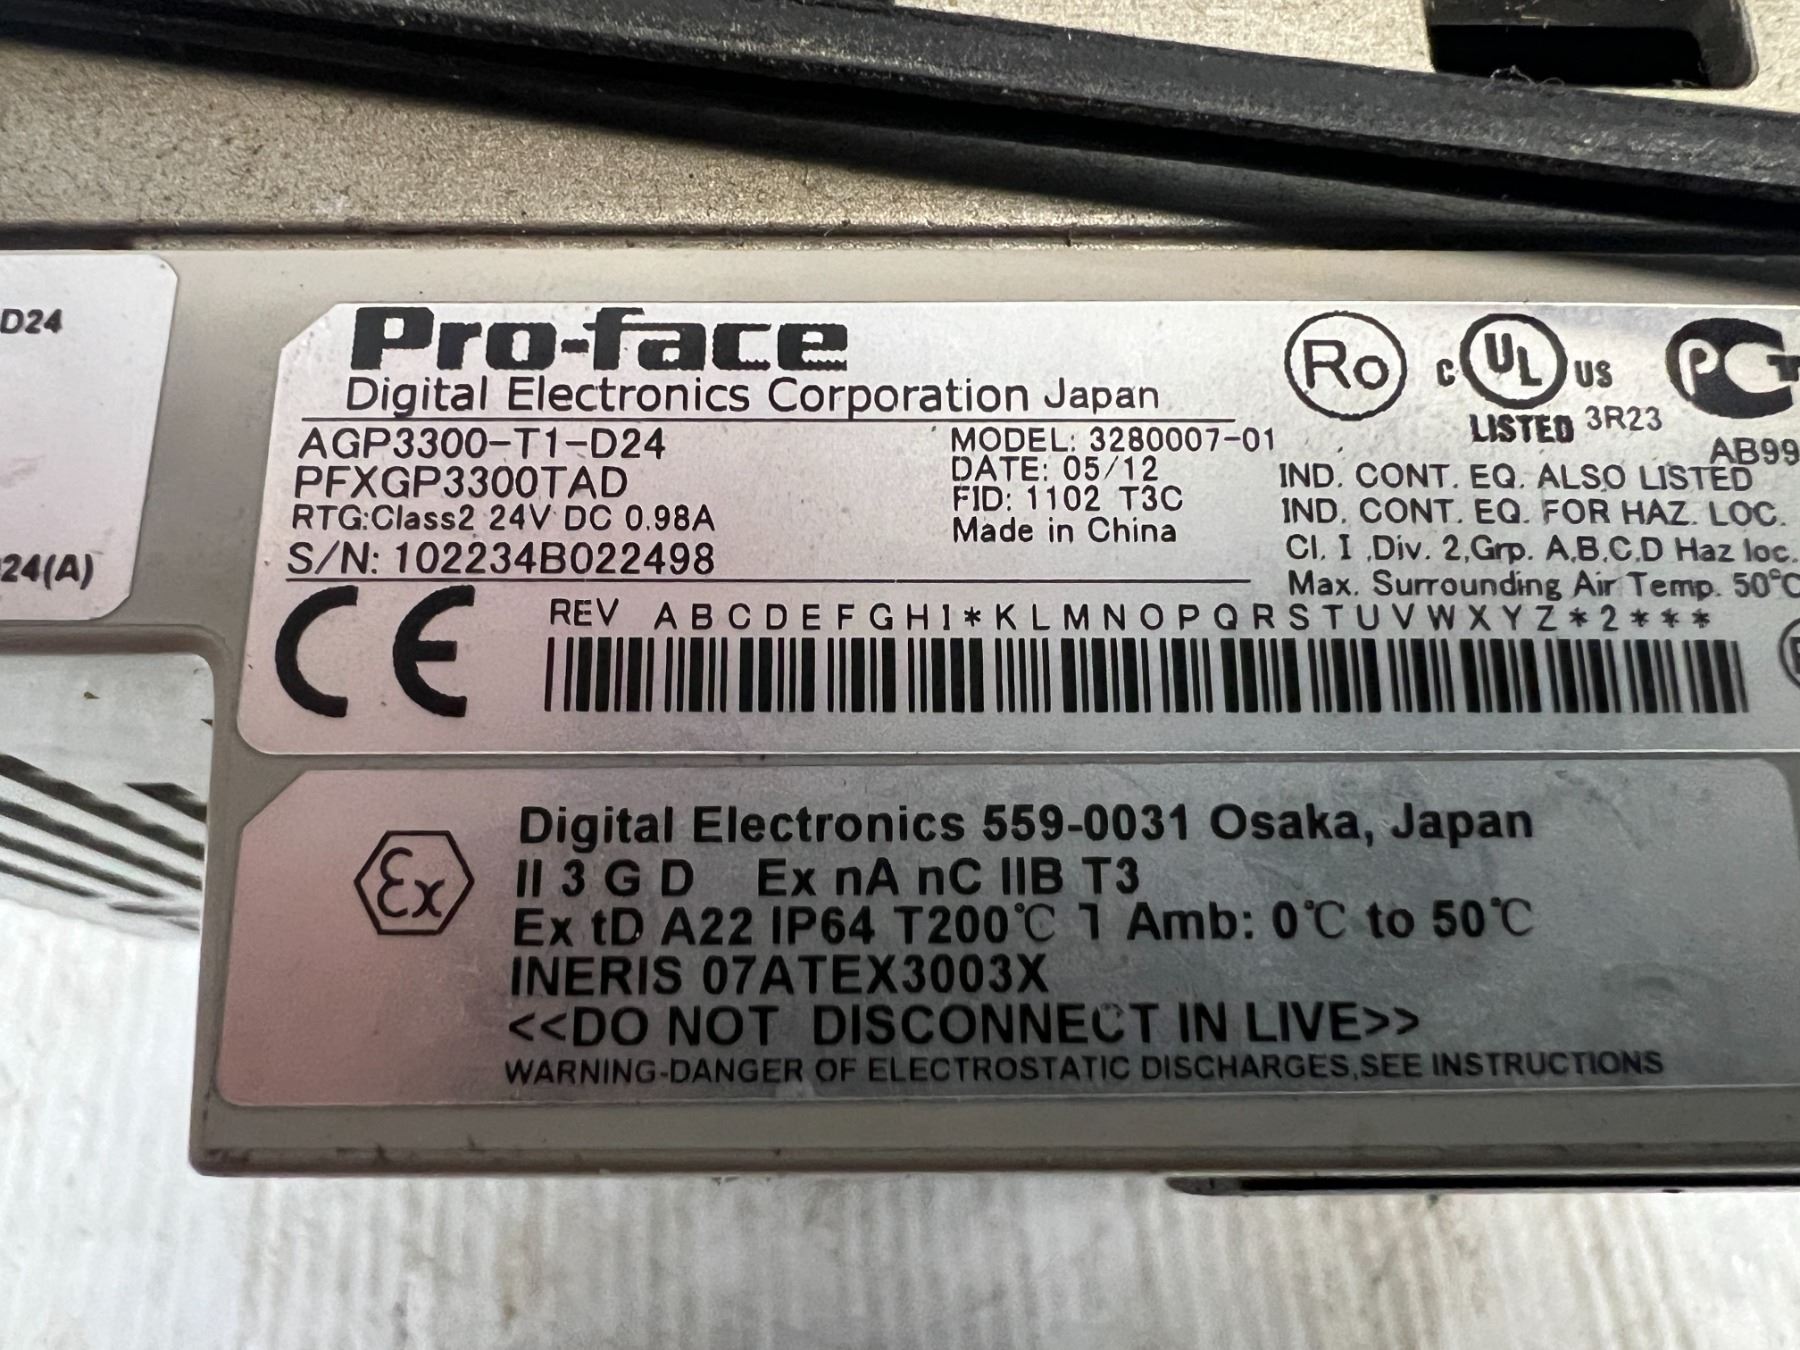 D24
24(A)
Pro-face
Digital Electronics Corporation Japan
AGP3300-T1-D24
PFXGP3300TAD
RTG:Class2 24V DC 0.98A
S/N: 102234B022498
MODEL: 3280007-01
DATE: 05/12
FID: 1102 T3C
Made in China
Ro
c UL US
LISTED 3R23
PCT
AB99
IND. CONT. EQ. ALSO LISTED
IND. CONT. EQ. FOR HAZ. LOC.
Cl. I ,Div. 2,Grp. A,B,C,D Haz loc.
Max. Surrounding Air Temp. 50°C
CE
REV A B C D E F G H I * K L M N O P Q R S T U V W X Y Z * 2 * * *
Ex
Digital Electronics 559-0031 Osaka, Japan
II 3 G D Ex nA nC IIB T3
Ex tD A22 IP64 T200℃ T Amb: 0℃ to 50℃
INERIS 07ATEX3003X
<<DO NOT DISCONNECT IN LIVE>>
WARNING-DANGER OF ELECTROSTATIC DISCHARGES,SEE INSTRUCTIONS